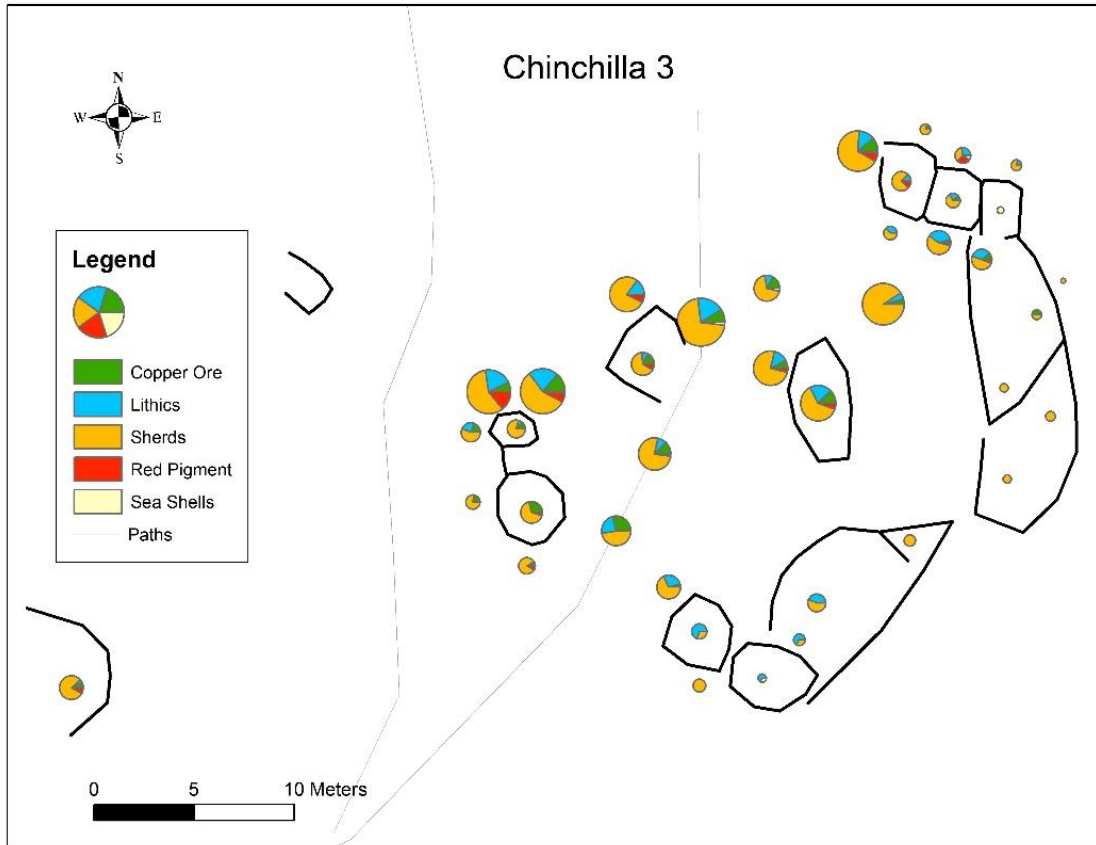 Chinchilla 3
N
W E
S
Legend
Copper Ore
Lithics
Sherds
Red Pigment
Sea Shells
Paths
0 5 10 Meters